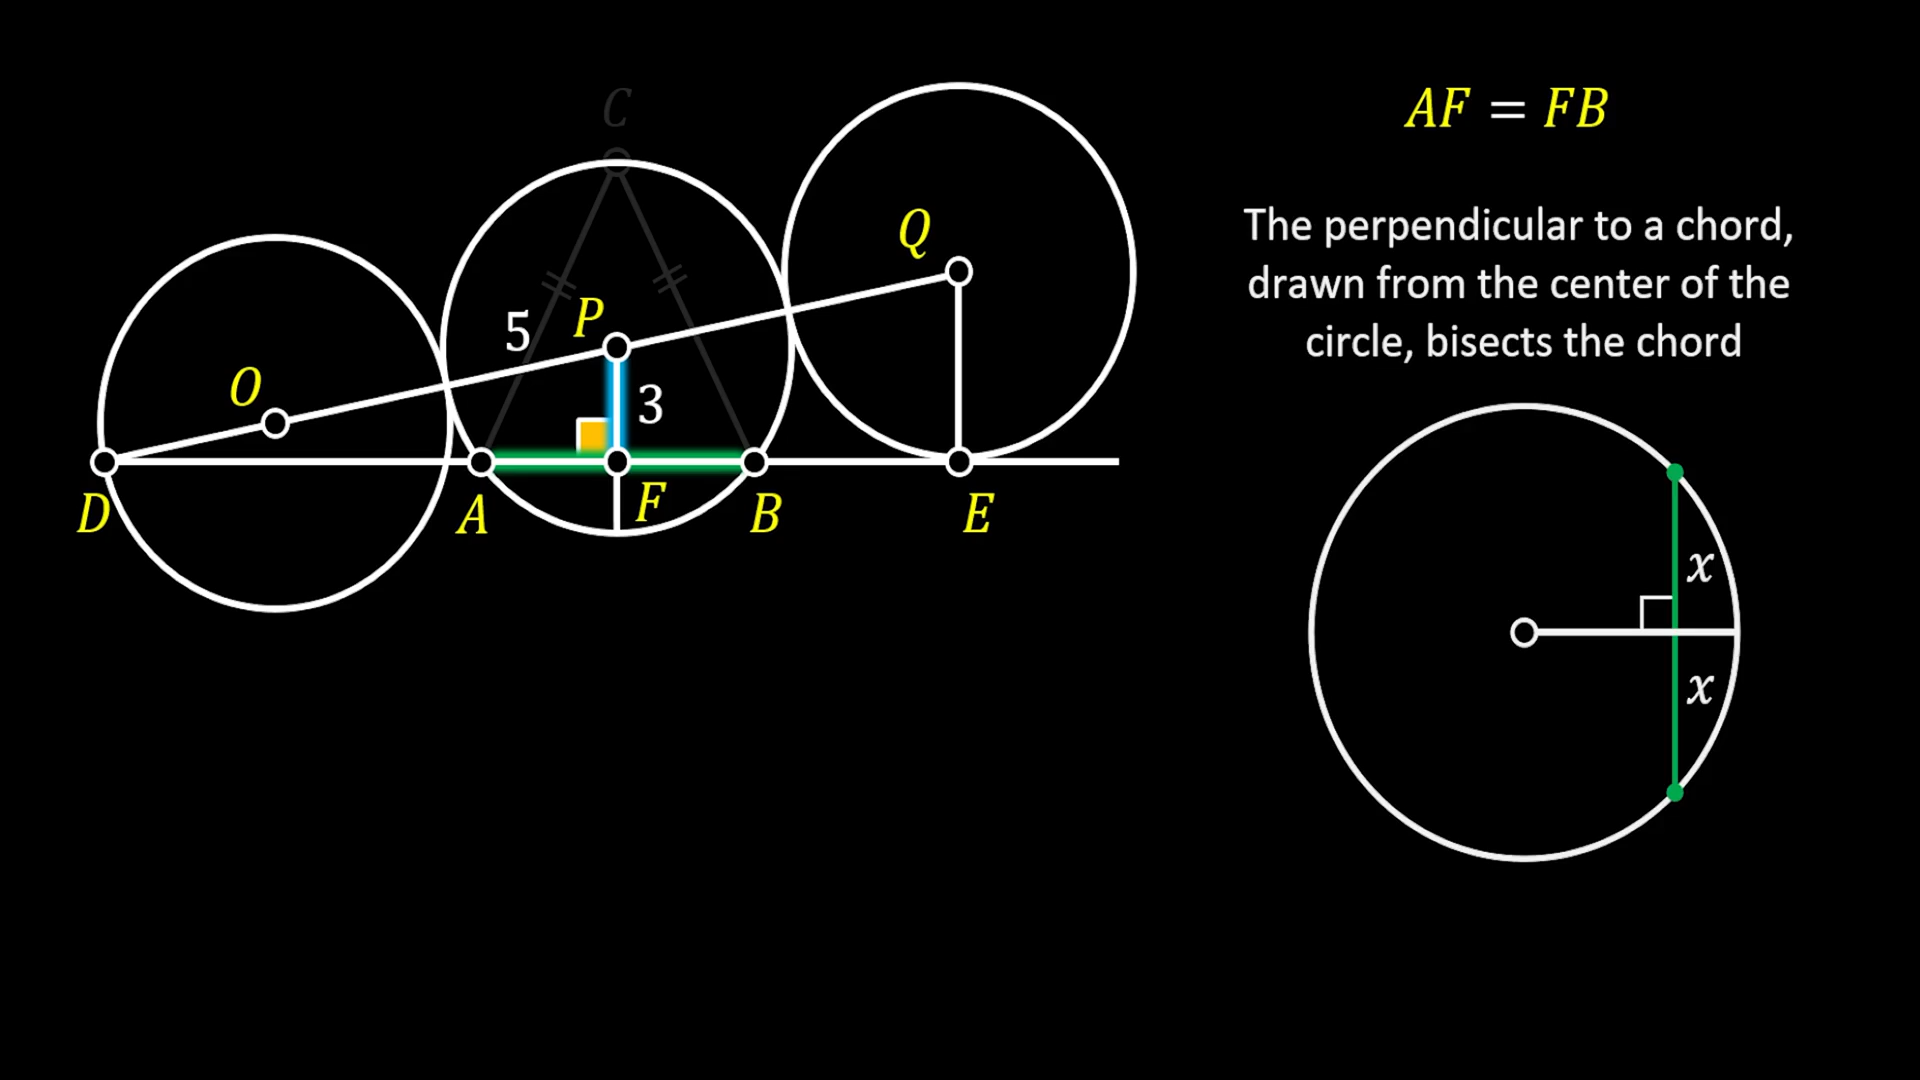 C
AF = FB
Q
The perpendicular to a chord,
drawn from the center of the
circle, bisects the chord
5
P
O
3
D
A
F
B
E
x
x